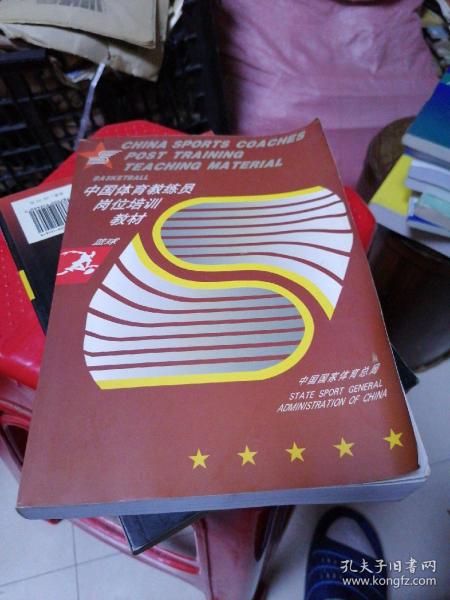 CHINA SPORTS COACHES
POST TRAINING
TEACHING MATERIAL
BASKETBALL
中国体育教练员
岗位培训
教材
篮球
中国国家体育总局
STATE SPORT GENERAL
ADMINISTRATION OF CHINA
孔夫子旧书网
www.kongfz.com